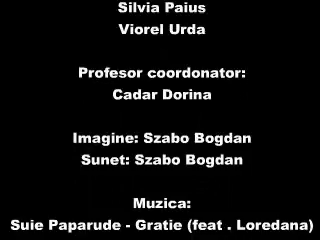 Silvia Paius
Viorel Urda
Profesor coordonator:
Cadar Dorina
Imagine: Szabo Bogdan
Sunet: Szabo Bogdan
Muzica:
Suie Paparude - Gratie (feat . Loredana)